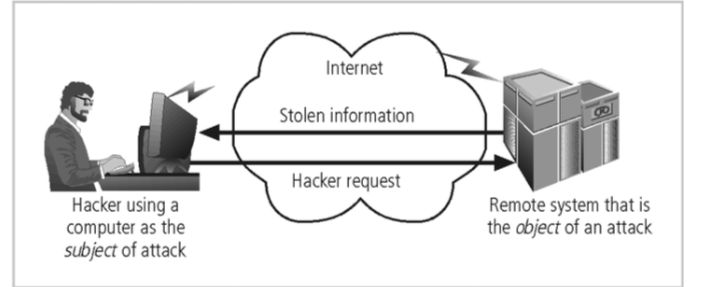 Internet
Stolen information
Hacker request
Hacker using a
computer as the
subject of attack
Remote system that is
the object of an attack